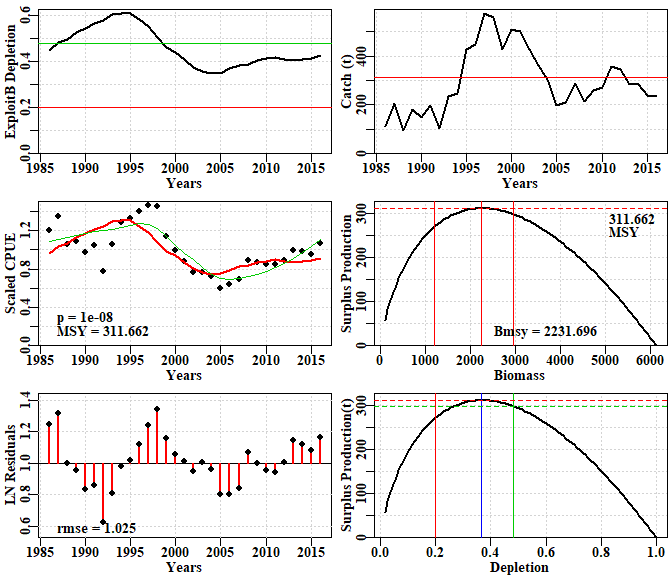 ExploitB Depletion
0.0 0.2 0.4 0.6
1985 1990 1995 2000 2005 2010 2015
Years
Catch (t)
0 200 400
1985 1990 1995 2000 2005 2010 2015
Years
Scaled CPUE
0.0 0.4 0.8 1.2
p = 1e-08
MSY = 311.662
1985 1990 1995 2000 2005 2010 2015
Years
Surplus Production
0 100 200 300
311.662
MSY
Bmsy = 2231.696
0 1000 2000 3000 4000 5000 6000
Biomass
LN Residuals
0.6 0.8 1.0 1.2 1.4
rmse = 1.025
1985 1990 1995 2000 2005 2010 2015
Years
Surplus Production(t)
0 100 200 300
0.0 0.2 0.4 0.6 0.8 1.0
Depletion